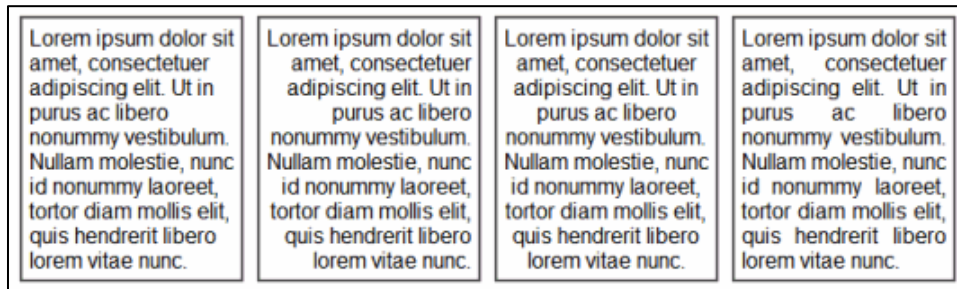 Lorem ipsum dolor sit
amet, consectetuer
adipiscing elit. Ut in
purus ac libero
nonummy vestibulum.
Nullam molestie, nunc
id nonummy laoreet,
tortor diam mollis elit,
quis hendrerit libero
lorem vitae nunc.
Lorem ipsum dolor sit
amet, consectetuer
adipiscing elit. Ut in
purus ac libero
nonummy vestibulum.
Nullam molestie, nunc
id nonummy laoreet,
tortor diam mollis elit,
quis hendrerit libero
lorem vitae nunc.
Lorem ipsum dolor sit
amet, consectetuer
adipiscing elit. Ut in
purus ac libero
nonummy vestibulum.
Nullam molestie, nunc
id nonummy laoreet,
tortor diam mollis elit,
quis hendrerit libero
lorem vitae nunc.
Lorem ipsum dolor sit
amet, consectetuer
adipiscing elit. Ut in
purus ac libero
nonummy vestibulum.
Nullam molestie, nunc
id nonummy laoreet,
tortor diam mollis elit,
quis hendrerit libero
lorem vitae nunc.